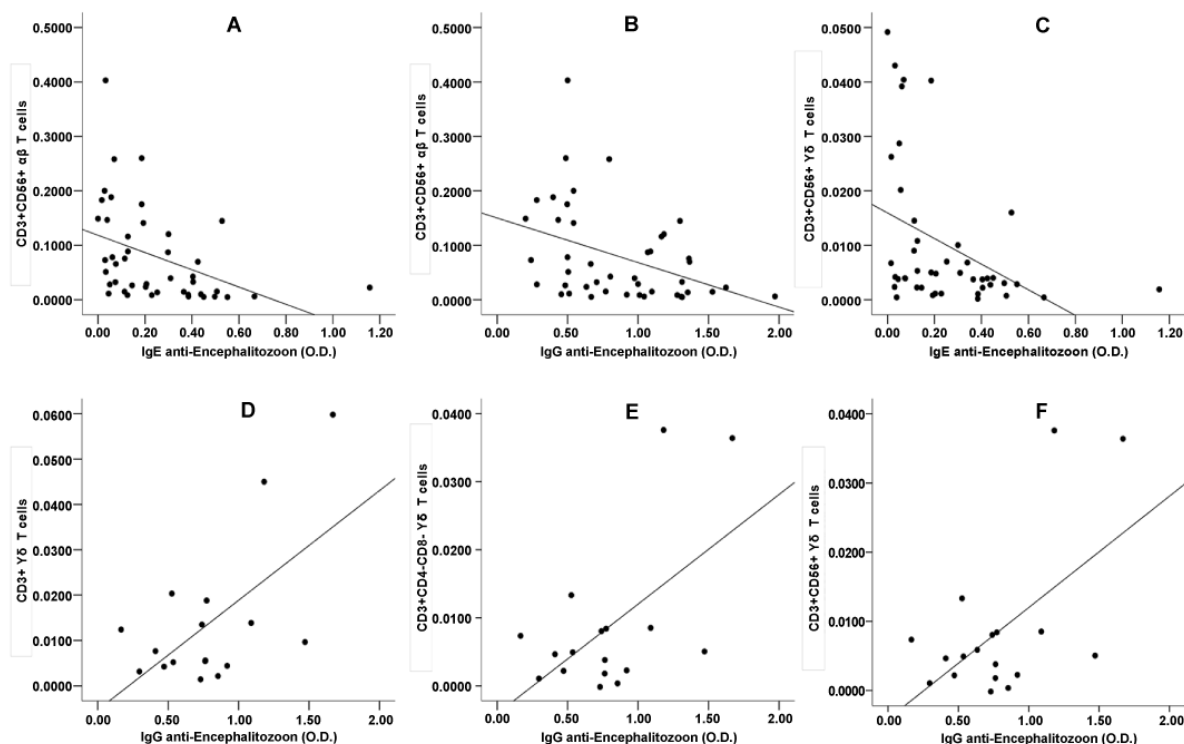 A
CD3+CD56+ αβ T cells
0.5000
0.4000
0.3000
0.2000
0.1000
0.0000
0.00 0.20 0.40 0.60 0.80 1.00 1.20
IgE anti-Encephalitozoon (O.D.)
B
CD3+CD56+ αβ T cells
0.5000
0.4000
0.3000
0.2000
0.1000
0.0000
0.00 0.50 1.00 1.50 2.00
IgG anti-Encephalitozoon (O.D.)
C
CD3+CD56+ Yδ T cells
0.0500
0.0400
0.0300
0.0200
0.0100
0.0000
0.00 0.20 0.40 0.60 0.80 1.00 1.20
IgE anti-Encephalitozoon (O.D.)
D
CD3+ Yδ T cells
0.0600
0.0500
0.0400
0.0300
0.0200
0.0100
0.0000
0.00 0.50 1.00 1.50 2.00
IgG anti-Encephalitozoon (O.D.)
E
CD3+CD4-CD8- Yδ T cells
0.0400
0.0300
0.0200
0.0100
0.0000
0.00 0.50 1.00 1.50 2.00
IgG anti-Encephalitozoon (O.D.)
F
CD3+CD56+ Yδ T cells
0.0400
0.0300
0.0200
0.0100
0.0000
0.00 0.50 1.00 1.50 2.00
IgG anti-Encephalitozoon (O.D.)